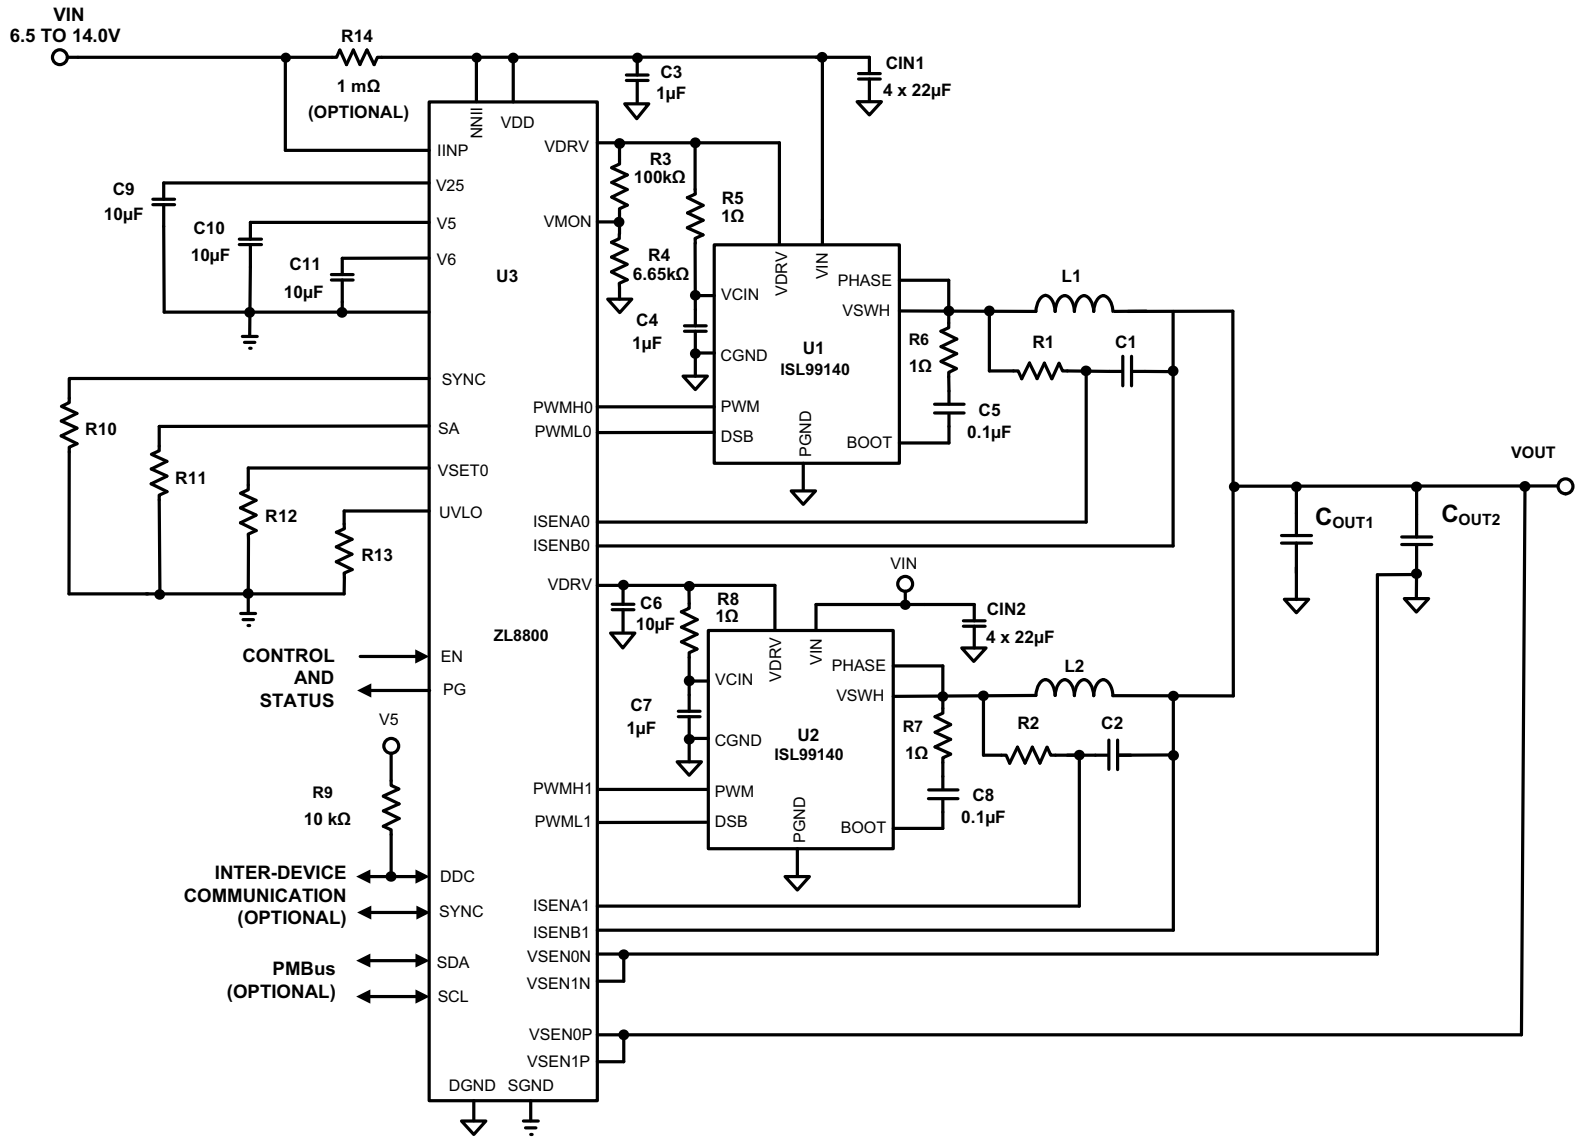 VIN
6.5 TO 14.0V
R14
1 mΩ
(OPTIONAL)
C3
1µF
CIN1
4 x 22µF
IINN
VDD
IINP
V25
V5
V6
C9
10µF
C10
10µF
C11
10µF
U3
VDRV
VMON
R3
100kΩ
R4
6.65kΩ
R5
1Ω
C4
1µF
VDRV
VIN
VCIN
CGND
PHASE
VSWH
U1
ISL99140
PWM
DSB
PGND
BOOT
R6
1Ω
C5
0.1µF
L1
R1
C1
SYNC
SA
VSET0
UVLO
R10
R11
R12
R13
PWMH0
PWML0
ISENA0
ISENB0
VOUT
COUT1
COUT2
VDRV
C6
10µF
R8
1Ω
VIN
CIN2
4 x 22µF
ZL8800
CONTROL
AND
STATUS
EN
PG
V5
R9
10 kΩ
C7
1µF
VDRV
VIN
VCIN
CGND
PHASE
VSWH
U2
ISL99140
PWM
DSB
PGND
BOOT
R7
1Ω
C8
0.1µF
L2
R2
C2
PWMH1
PWML1
INTER-DEVICE
COMMUNICATION
(OPTIONAL)
DDC
SYNC
PMBus
(OPTIONAL)
SDA
SCL
ISENA1
ISENB1
VSEN0N
VSEN1N
VSEN0P
VSEN1P
DGND
SGND